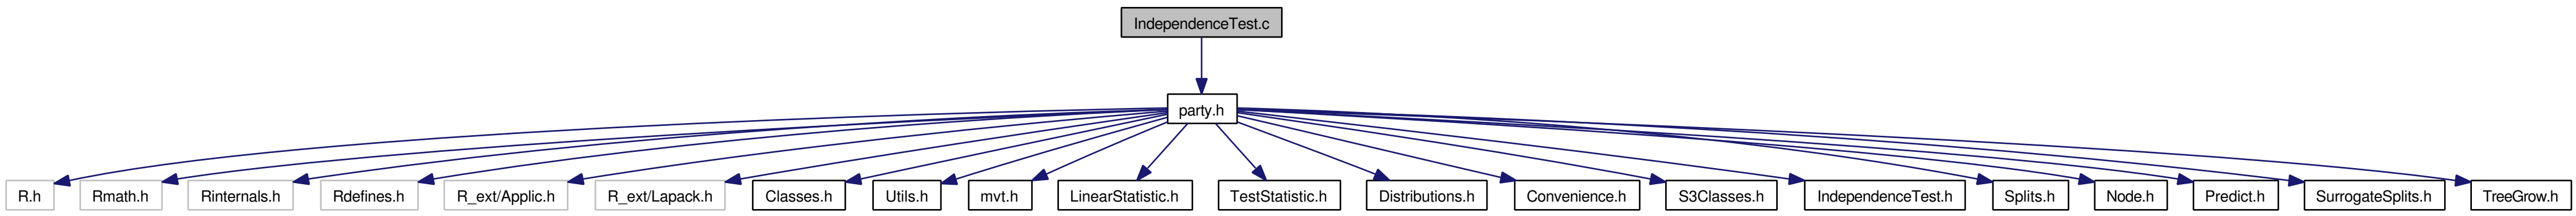 IndependenceTest.c
party.h
R.h
Rmath.h
Rinternals.h
Rdefines.h
R_ext/Applic.h
R_ext/Lapack.h
Classes.h
Utils.h
mvt.h
LinearStatistic.h
TestStatistic.h
Distributions.h
Convenience.h
S3Classes.h
IndependenceTest.h
Splits.h
Node.h
Predict.h
SurrogateSplits.h
TreeGrow.h